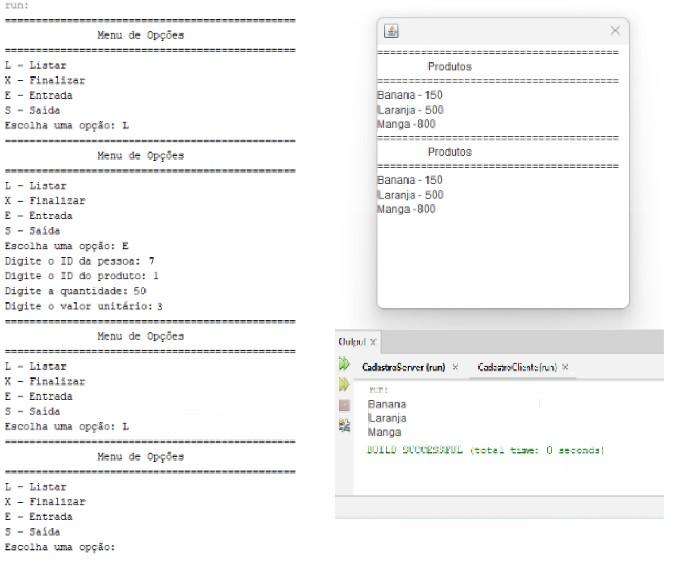 run:
==============================================
Menu de Opções
==============================================
L - Listar
X - Finalizar
E - Entrada
S - Saída
Escolha uma opção: L
==============================================
Menu de Opções
==============================================
L - Listar
X - Finalizar
E - Entrada
S - Saída
Escolha uma opção: E
Digite o ID da pessoa: 7
Digite o ID do produto: 1
Digite a quantidade: 50
Digite o valor unitário: 3
==============================================
Menu de Opções
==============================================
L - Listar
X - Finalizar
E - Entrada
S - Saída
Escolha uma opção: L
==============================================
Menu de Opções
==============================================
L - Listar
X - Finalizar
E - Entrada
S - Saída
Escolha uma opção:
==================================
Produtos
==================================
Banana - 150
Laranja - 500
Manga -800
==================================
Produtos
==================================
Banana - 150
Laranja - 500
Manga -800
Output ×
CadastroServer (run) × CadastroCliente (run) ×
run:
Banana
Laranja
Manga
BUILD SUCCESSFUL (total time: 0 seconds)